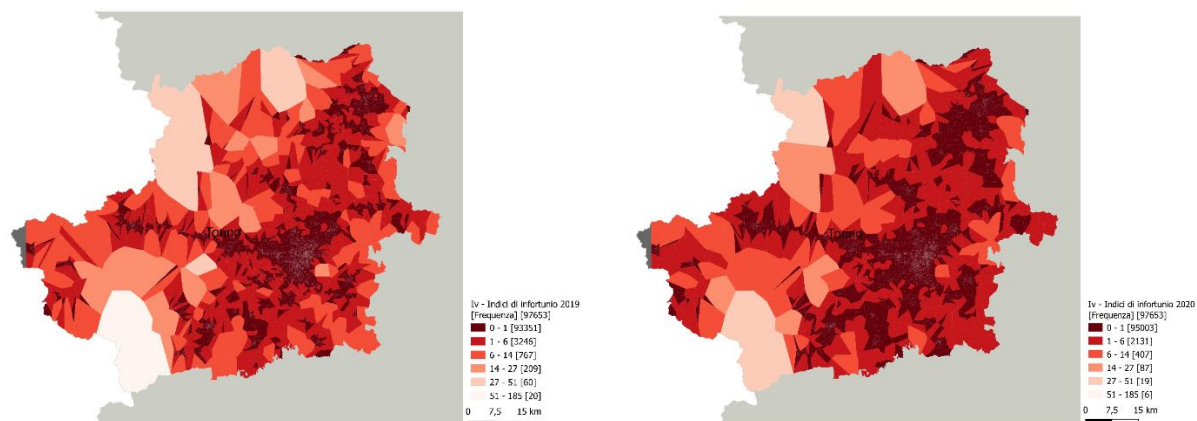 Torino
Iv - Indici di infortunio 2019
[Frequenza] [97653]
0 - 1 [93351]
1 - 6 [3246]
6 - 14 [767]
14 - 27 [209]
27 - 51 [60]
51 - 185 [20]
0 7,5 15 km
Torino
Iv - Indici di infortunio 2020
[Frequenza] [97653]
0 - 1 [95003]
1 - 6 [2131]
6 - 14 [407]
14 - 27 [87]
27 - 51 [19]
51 - 185 [6]
0 7,5 15 km